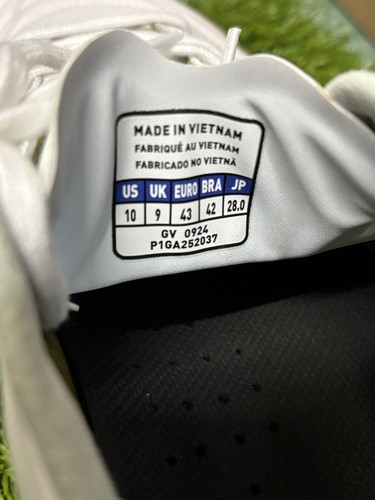 MADE IN VIETNAM
FABRIQUÉ AU VIETNAM
FABRICADO NO VIETNÃ
US UK EURO BRA JP
10 9 43 42 28.0
GV 0924
P1GA252037